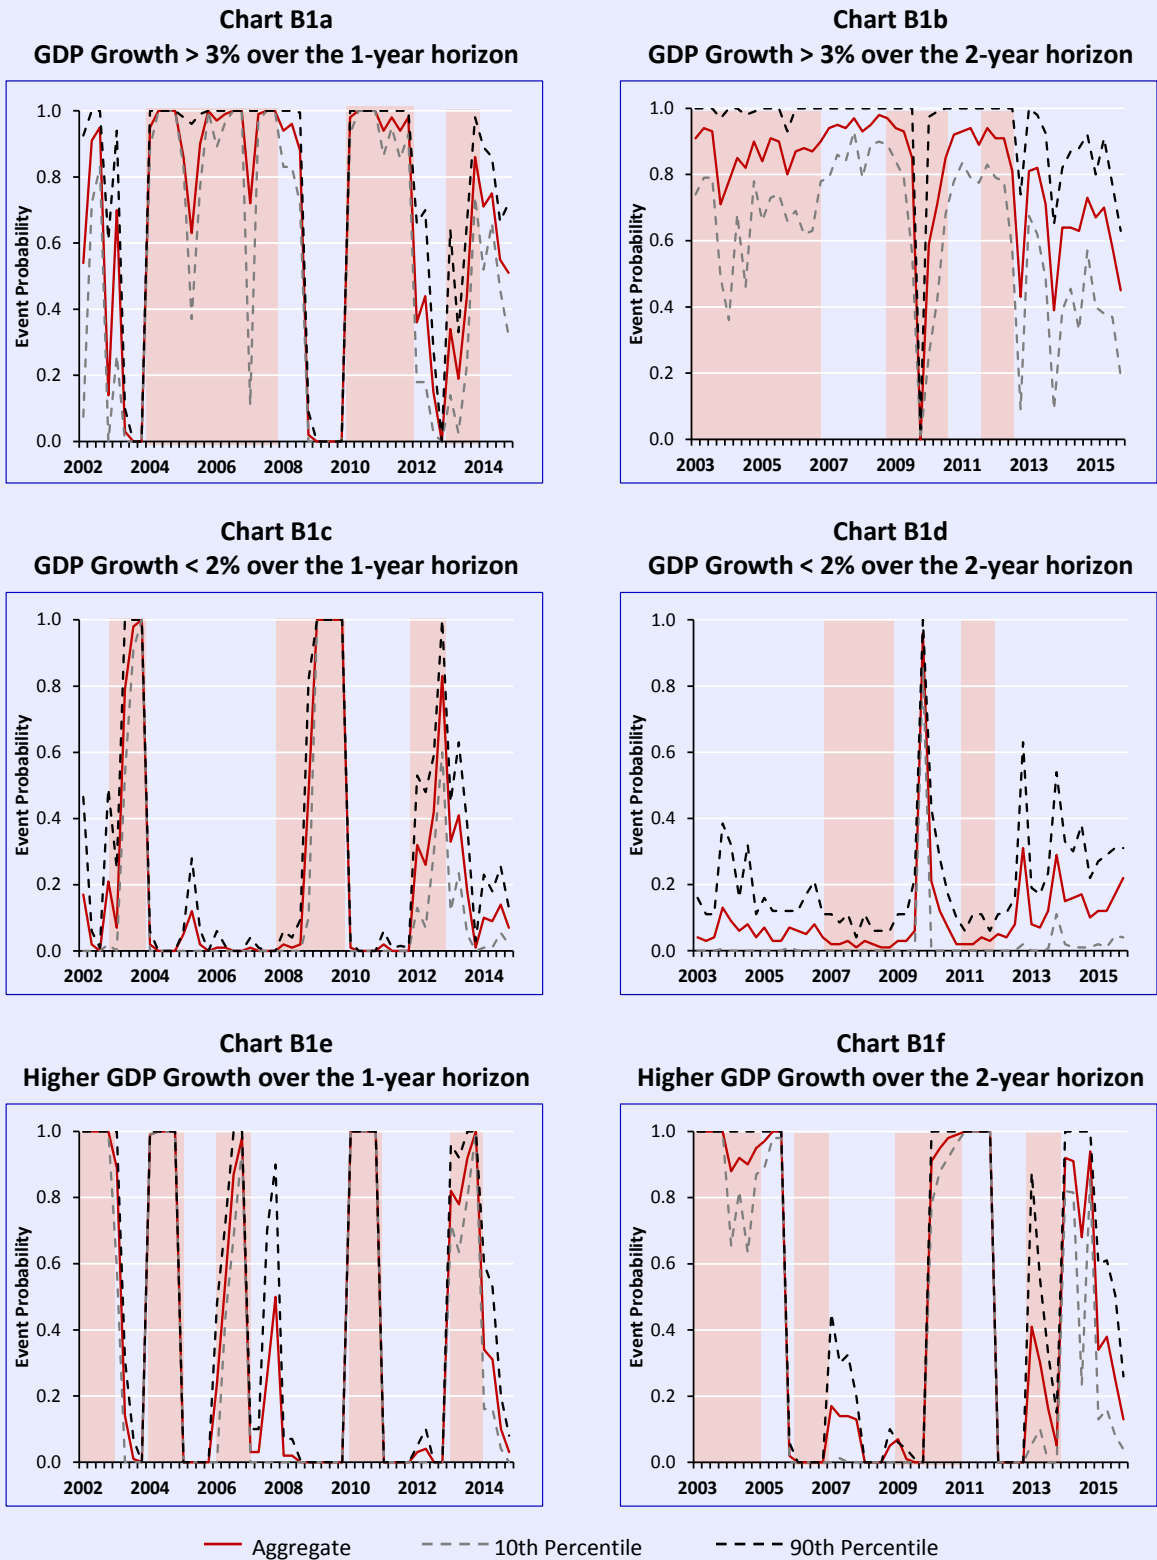 Chart B1a
GDP Growth > 3% over the 1-year horizon
Event Probability
1.0
0.8
0.6
0.4
0.2
0.0
2002 2004 2006 2008 2010 2012 2014
Chart B1b
GDP Growth > 3% over the 2-year horizon
Event Probability
1.0
0.8
0.6
0.4
0.2
0.0
2003 2005 2007 2009 2011 2013 2015
Chart B1c
GDP Growth < 2% over the 1-year horizon
Event Probability
1.0
0.8
0.6
0.4
0.2
0.0
2002 2004 2006 2008 2010 2012 2014
Chart B1d
GDP Growth < 2% over the 2-year horizon
Event Probability
1.0
0.8
0.6
0.4
0.2
0.0
2003 2005 2007 2009 2011 2013 2015
Chart B1e
Higher GDP Growth over the 1-year horizon
Event Probability
1.0
0.8
0.6
0.4
0.2
0.0
2002 2004 2006 2008 2010 2012 2014
Chart B1f
Higher GDP Growth over the 2-year horizon
Event Probability
1.0
0.8
0.6
0.4
0.2
0.0
2003 2005 2007 2009 2011 2013 2015
Aggregate 10th Percentile 90th Percentile